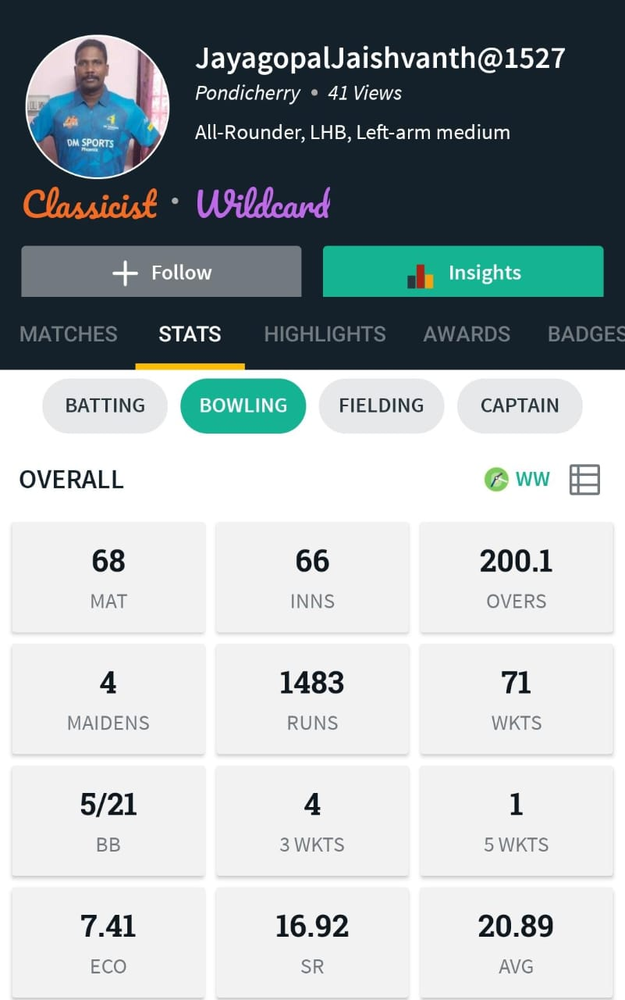 JayagopalJaishvanth@1527
Pondicherry • 41 Views
All-Rounder, LHB, Left-arm medium
DM SPORTS
Phoenix
Classicist • Wildcard
+ Follow
Insights
MATCHES STATS HIGHLIGHTS AWARDS BADGES
BATTING BOWLING FIELDING CAPTAIN
OVERALL WW
68 66 200.1
MAT INNS OVERS
4 1483 71
MAIDENS RUNS WKTS
5/21 4 1
BB 3 WKTS 5 WKTS
7.41 16.92 20.89
ECO SR AVG